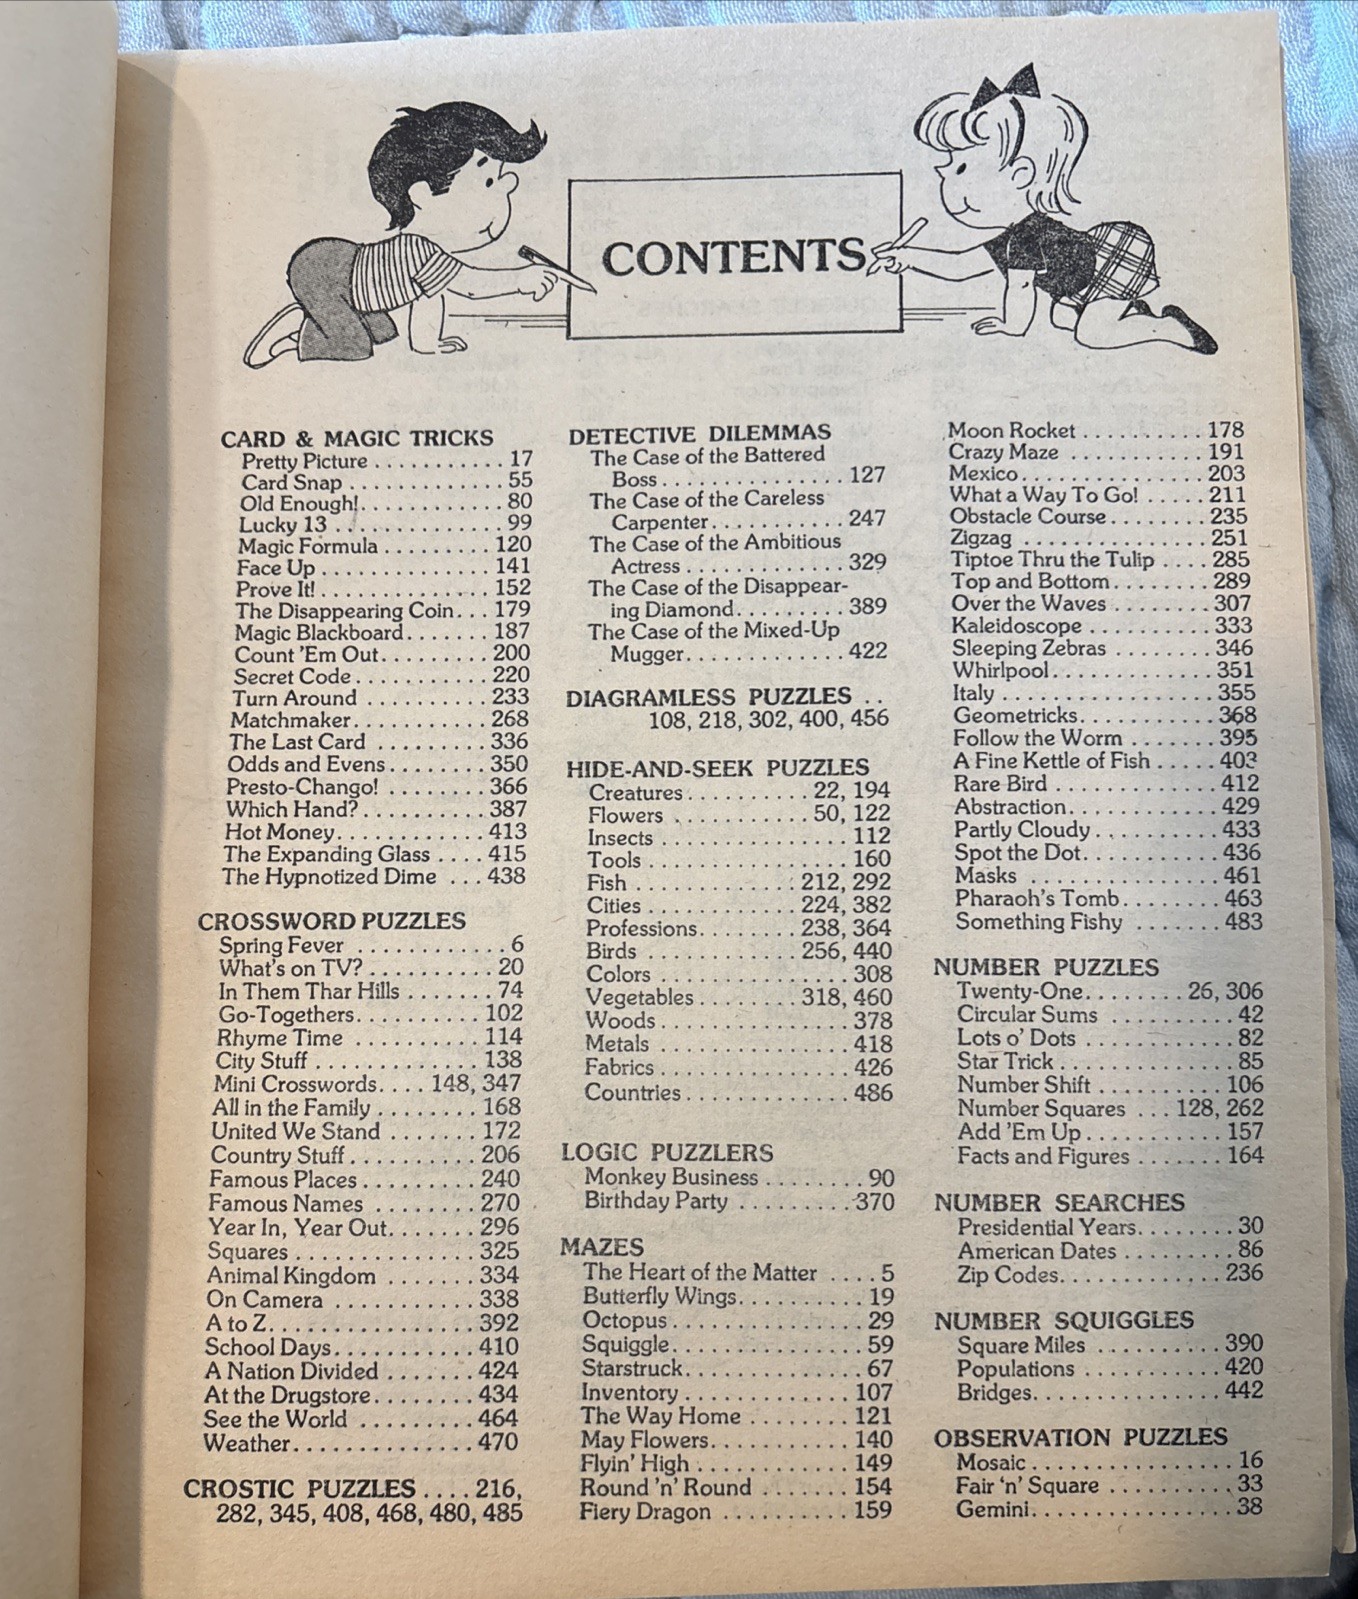 CONTENTS
CARD & MAGIC TRICKS
Pretty Picture . . . . . . . . . . . 17
Card Snap . . . . . . . . . . . . . 55
Old Enough!. . . . . . . . . . . . 80
Lucky 13 . . . . . . . . . . . . . . 99
Magic Formula . . . . . . . . . 120
Face Up . . . . . . . . . . . . . . 141
Prove It! . . . . . . . . . . . . . . 152
The Disappearing Coin. . . 179
Magic Blackboard. . . . . . . 187
Count 'Em Out. . . . . . . . . 200
Secret Code . . . . . . . . . . . 220
Turn Around . . . . . . . . . . 233
Matchmaker. . . . . . . . . . . 268
The Last Card . . . . . . . . . 336
Odds and Evens . . . . . . . . 350
Presto-Chango! . . . . . . . . 366
Which Hand? . . . . . . . . . . 387
Hot Money. . . . . . . . . . . . 413
The Expanding Glass . . . . 415
The Hypnotized Dime . . . 438
CROSSWORD PUZZLES
Spring Fever . . . . . . . . . . . . 6
What's on TV? . . . . . . . . . . 20
In Them Thar Hills . . . . . . . 74
Go-Togethers. . . . . . . . . . 102
Rhyme Time . . . . . . . . . . 114
City Stuff . . . . . . . . . . . . . 138
Mini Crosswords. . . . 148, 347
All in the Family . . . . . . . . 168
United We Stand . . . . . . . 172
Country Stuff . . . . . . . . . . 206
Famous Places . . . . . . . . . 240
Famous Names . . . . . . . . 270
Year In, Year Out. . . . . . . 296
Squares . . . . . . . . . . . . . . 325
Animal Kingdom . . . . . . . 334
On Camera . . . . . . . . . . . 338
A to Z. . . . . . . . . . . . . . . . 392
School Days. . . . . . . . . . . 410
A Nation Divided . . . . . . . 424
At the Drugstore. . . . . . . . 434
See the World . . . . . . . . . 464
Weather. . . . . . . . . . . . . . 470
CROSTIC PUZZLES . . . . 216,
282, 345, 408, 468, 480, 485
DETECTIVE DILEMMAS
The Case of the Battered
Boss. . . . . . . . . . . . . . . 127
The Case of the Careless
Carpenter. . . . . . . . . . . 247
The Case of the Ambitious
Actress . . . . . . . . . . . . . 329
The Case of the Disappear-
ing Diamond. . . . . . . . . 389
The Case of the Mixed-Up
Mugger. . . . . . . . . . . . . 422
DIAGRAMLESS PUZZLES . .
108, 218, 302, 400, 456
HIDE-AND-SEEK PUZZLES
Creatures. . . . . . . . . . 22, 194
Flowers . . . . . . . . . . . 50, 122
Insects . . . . . . . . . . . . . . . 112
Tools . . . . . . . . . . . . . . . . 160
Fish . . . . . . . . . . . . 212, 292
Cities . . . . . . . . . . . 224, 382
Professions. . . . . . . . 238, 364
Birds . . . . . . . . . . . . 256, 440
Colors . . . . . . . . . . . . . . . 308
Vegetables . . . . . . . 318, 460
Woods. . . . . . . . . . . . . . . 378
Metals . . . . . . . . . . . . . . . 418
Fabrics . . . . . . . . . . . . . . . 426
Countries . . . . . . . . . . . . . 486
LOGIC PUZZLERS
Monkey Business . . . . . . . . 90
Birthday Party . . . . . . . . . 370
MAZES
The Heart of the Matter . . . . 5
Butterfly Wings. . . . . . . . . . 19
Octopus . . . . . . . . . . . . . . . 29
Squiggle. . . . . . . . . . . . . . . 59
Starstruck. . . . . . . . . . . . . . 67
Inventory . . . . . . . . . . . . . 107
The Way Home . . . . . . . . 121
May Flowers. . . . . . . . . . . 140
Flyin' High . . . . . . . . . . . . 149
Round 'n' Round . . . . . . . 154
Fiery Dragon . . . . . . . . . . 159
Moon Rocket . . . . . . . . . . 178
Crazy Maze . . . . . . . . . . . 191
Mexico. . . . . . . . . . . . . . . 203
What a Way To Go! . . . . . 211
Obstacle Course . . . . . . . . 235
Zigzag . . . . . . . . . . . . . . . 251
Tiptoe Thru the Tulip . . . . 285
Top and Bottom. . . . . . . . 289
Over the Waves . . . . . . . . 307
Kaleidoscope . . . . . . . . . . 333
Sleeping Zebras . . . . . . . . 346
Whirlpool. . . . . . . . . . . . . 351
Italy . . . . . . . . . . . . . . . . . 355
Geometricks. . . . . . . . . . . 368
Follow the Worm . . . . . . . 395
A Fine Kettle of Fish . . . . . 403
Rare Bird . . . . . . . . . . . . . 412
Abstraction. . . . . . . . . . . . 429
Partly Cloudy . . . . . . . . . . 433
Spot the Dot. . . . . . . . . . . 436
Masks . . . . . . . . . . . . . . . 461
Pharaoh's Tomb. . . . . . . . 463
Something Fishy . . . . . . . 483
NUMBER PUZZLES
Twenty-One. . . . . . . . 26, 306
Circular Sums . . . . . . . . . . 42
Lots o' Dots . . . . . . . . . . . . 82
Star Trick . . . . . . . . . . . . . . 85
Number Shift . . . . . . . . . . 106
Number Squares . . . 128, 262
Add 'Em Up . . . . . . . . . . . 157
Facts and Figures . . . . . . . 164
NUMBER SEARCHES
Presidential Years. . . . . . . . 30
American Dates . . . . . . . . . 86
Zip Codes. . . . . . . . . . . . . 236
NUMBER SQUIGGLES
Square Miles . . . . . . . . . . 390
Populations . . . . . . . . . . . 420
Bridges. . . . . . . . . . . . . . . 442
OBSERVATION PUZZLES
Mosaic . . . . . . . . . . . . . . . . 16
Fair 'n' Square . . . . . . . . . . 33
Gemini. . . . . . . . . . . . . . . . 38